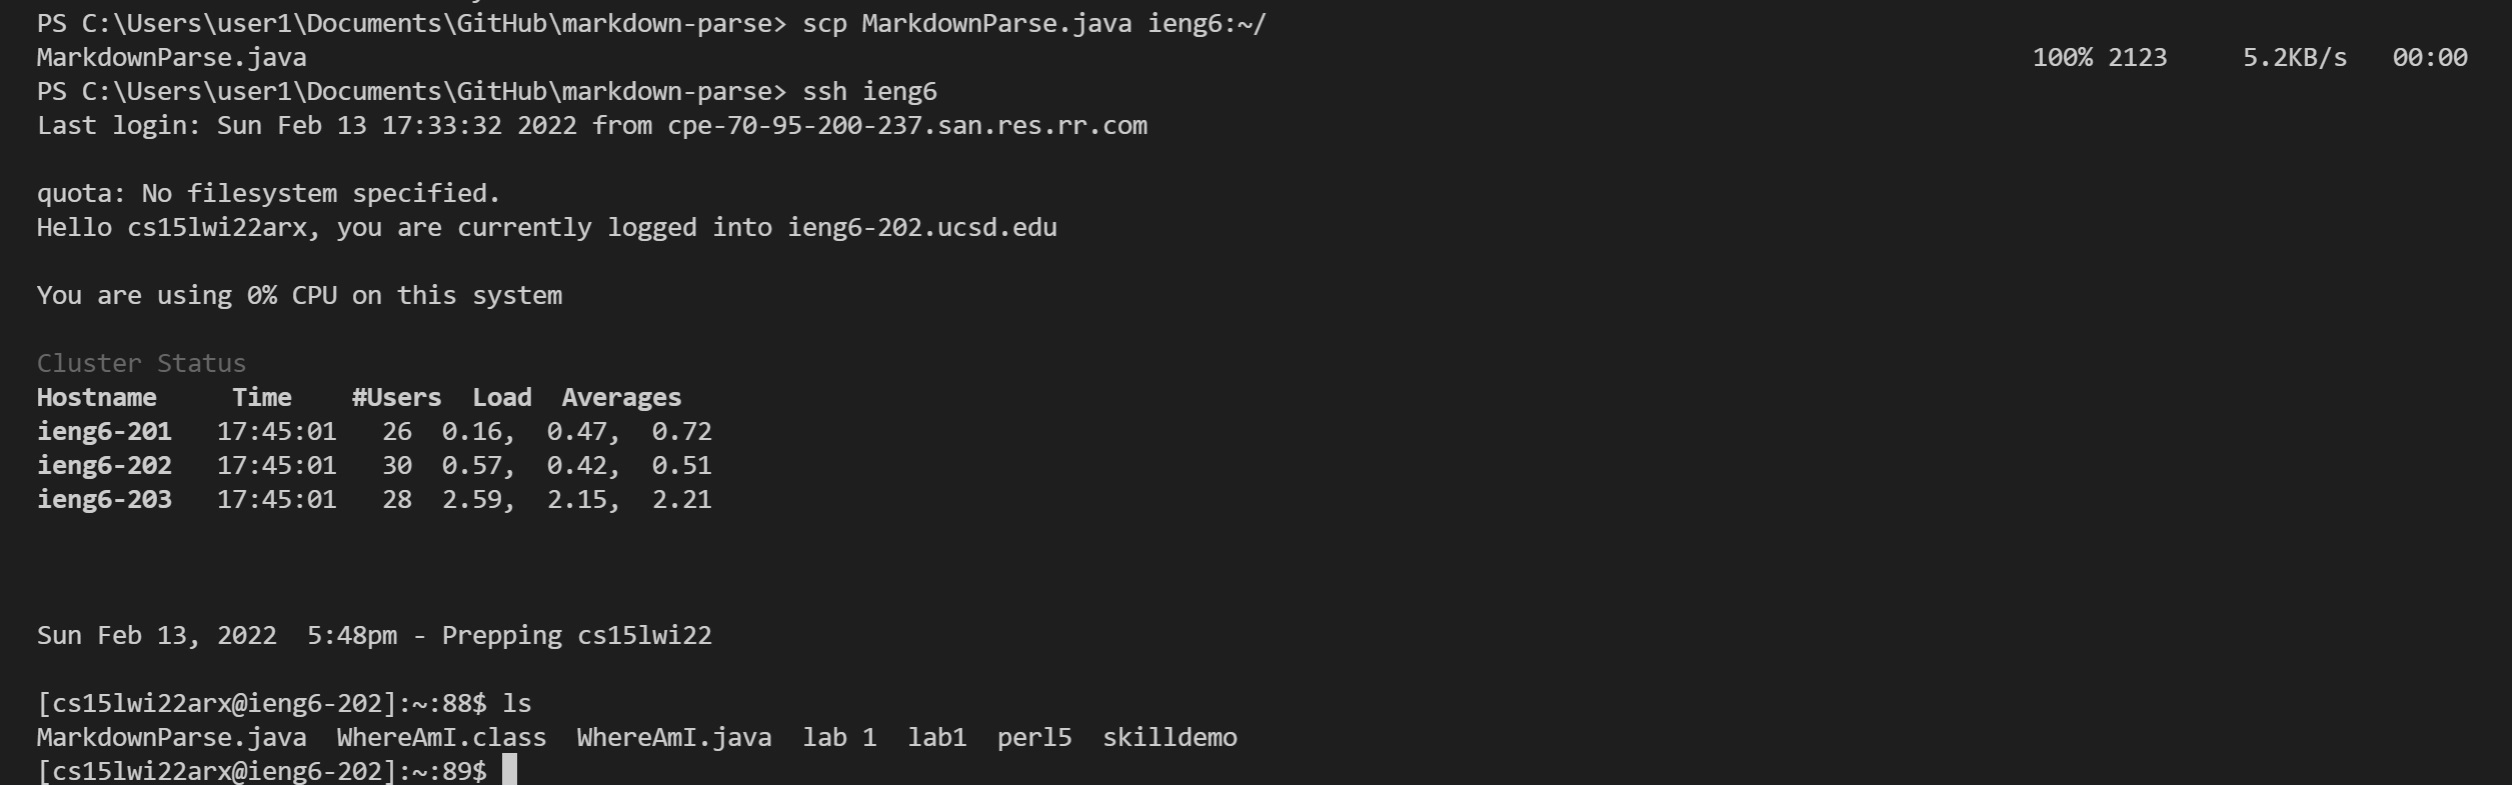 PS C:\Users\user1\Documents\GitHub\markdown-parse> scp MarkdownParse.java ieng6:~/
MarkdownParse.java 100% 2123 5.2KB/s 00:00
PS C:\Users\user1\Documents\GitHub\markdown-parse> ssh ieng6
Last login: Sun Feb 13 17:33:32 2022 from cpe-70-95-200-237.san.res.rr.com
quota: No filesystem specified.
Hello cs15lwi22arx, you are currently logged into ieng6-202.ucsd.edu
You are using 0% CPU on this system
Cluster Status
Hostname Time #Users Load Averages
ieng6-201 17:45:01 26 0.16, 0.47, 0.72
ieng6-202 17:45:01 30 0.57, 0.42, 0.51
ieng6-203 17:45:01 28 2.59, 2.15, 2.21
Sun Feb 13, 2022 5:48pm - Prepping cs15lwi22
[cs15lwi22arx@ieng6-202]:~:88$ ls
MarkdownParse.java WhereAmI.class WhereAmI.java lab 1 lab1 perl5 skilldemo
[cs15lwi22arx@ieng6-202]:~:89$